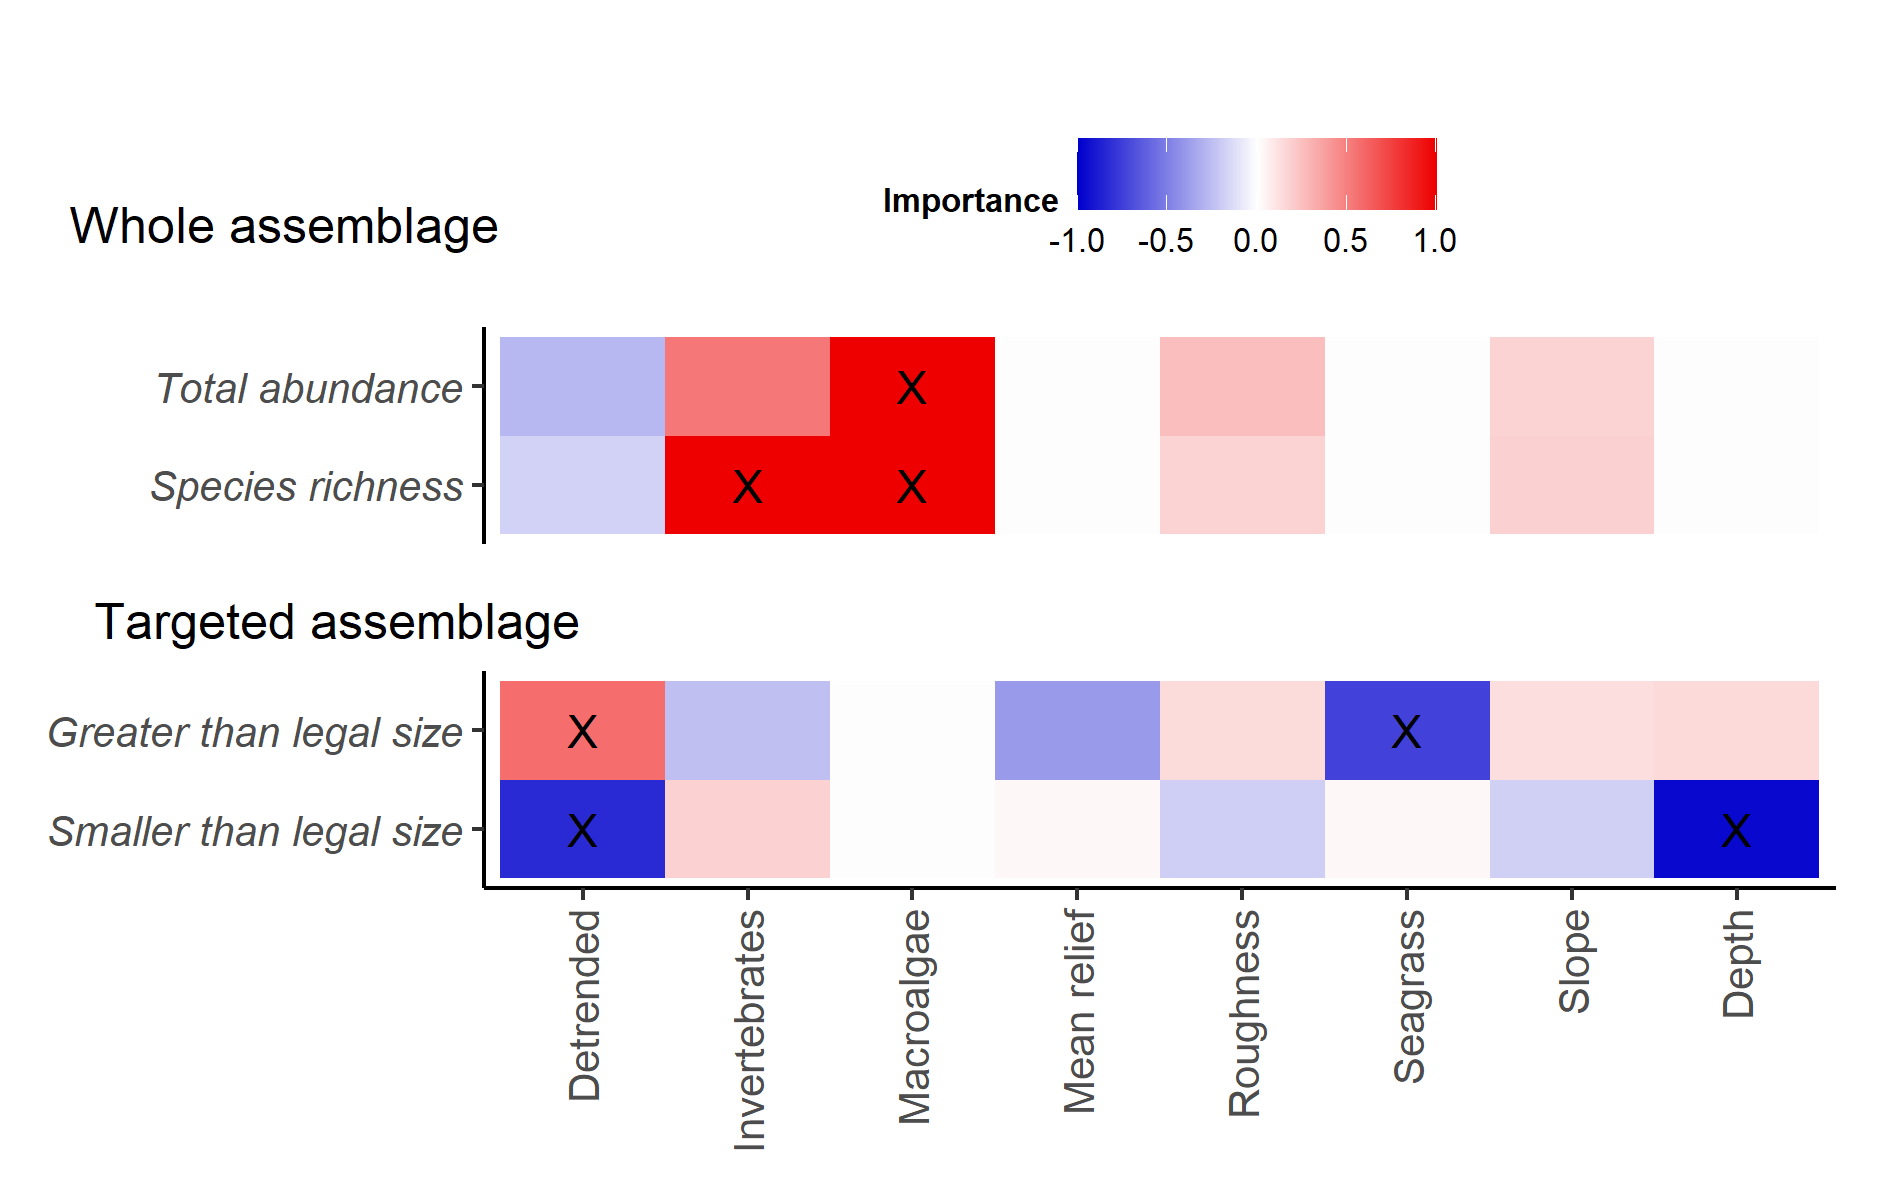 Importance
-1.0 -0.5 0.0 0.5 1.0
Whole assemblage
Total abundance X
Species richness X X
Targeted assemblage
Greater than legal size X X
Smaller than legal size X X
Detrended
Invertebrates
Macroalgae
Mean relief
Roughness
Seagrass
Slope
Depth